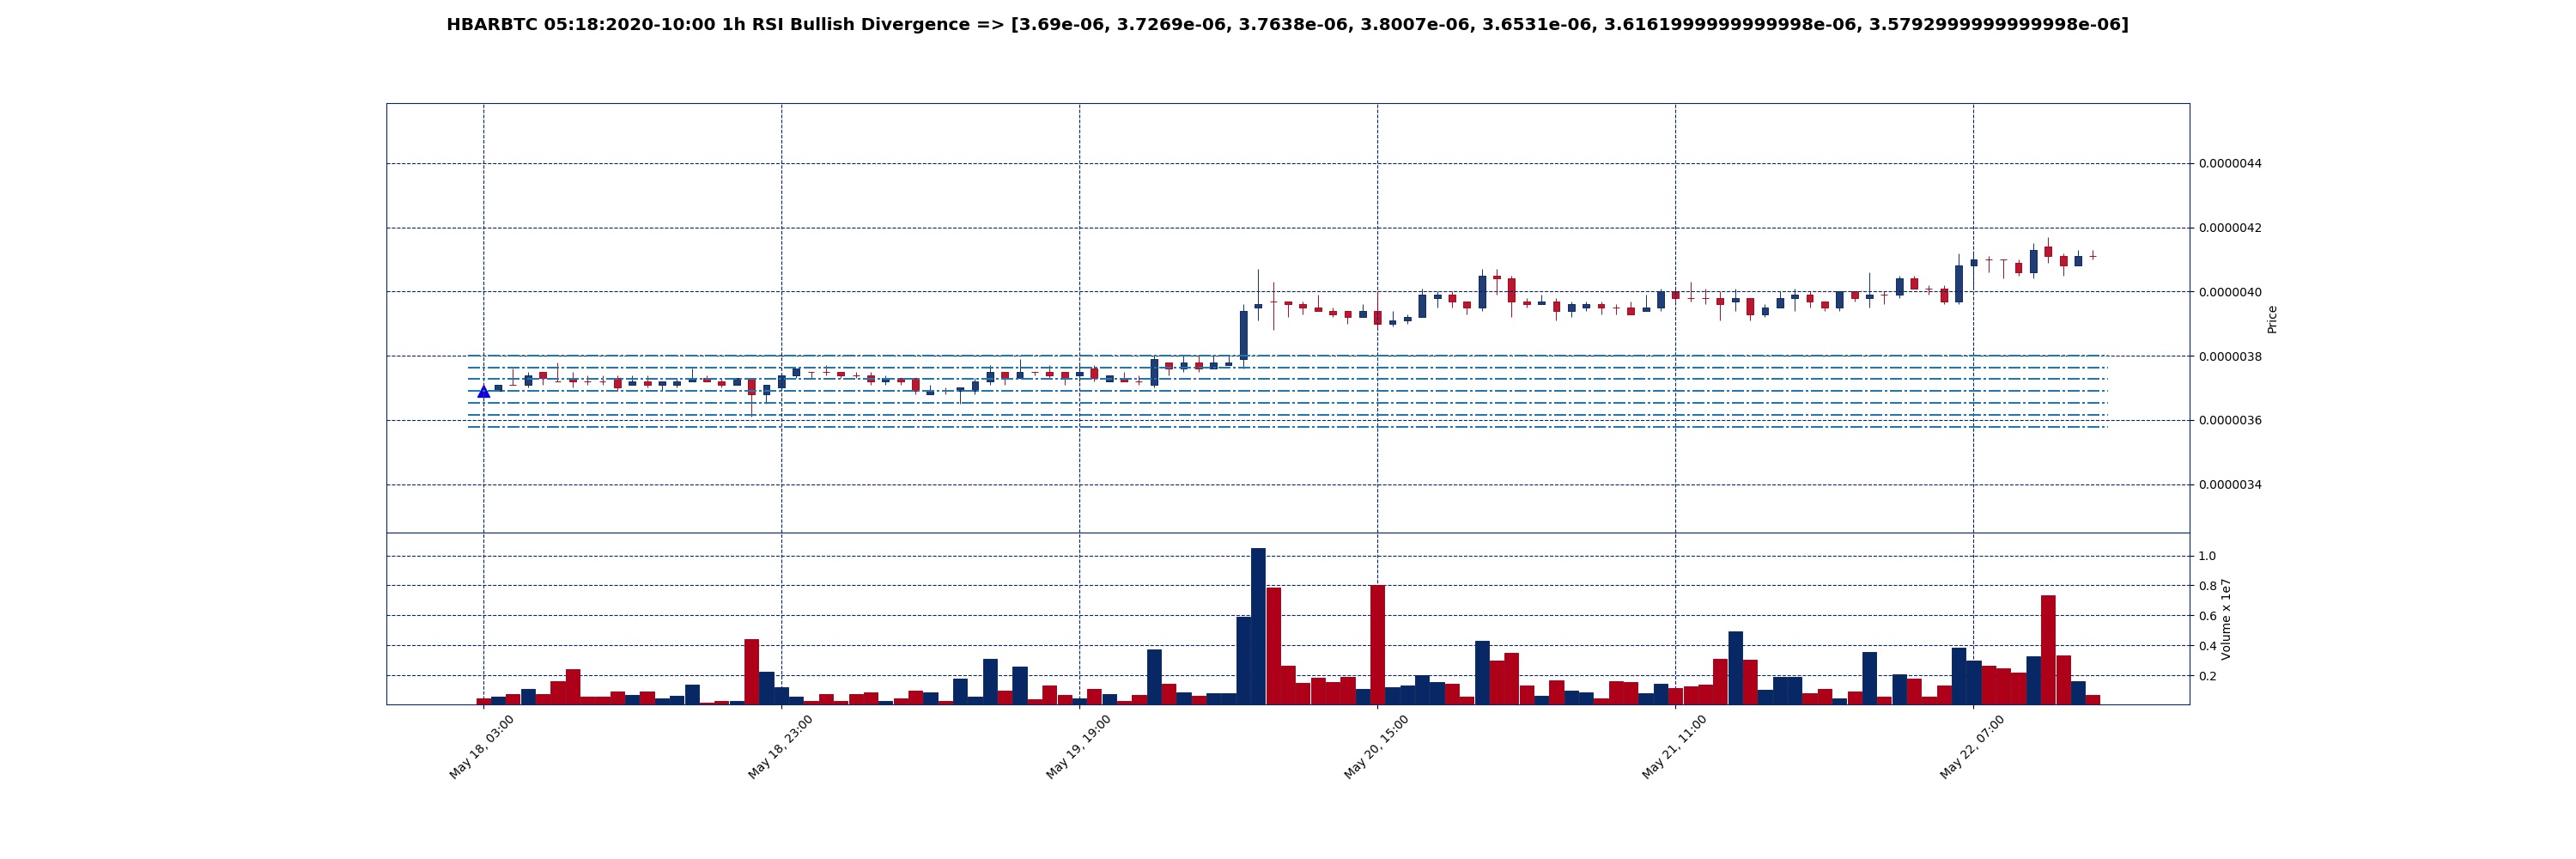 HBARBTC 05:18:2020-10:00 1h RSI Bullish Divergence => [3.69e-06, 3.7269e-06, 3.7638e-06, 3.8007e-06, 3.6531e-06, 3.6161999999999998e-06, 3.5792999999999998e-06]
0.0000044
0.0000042
0.0000040
Price
0.0000038
0.0000036
0.0000034
1.0
0.8
0.6
Volume x 1e7
0.4
0.2
May 18, 03:00
May 18, 23:00
May 19, 19:00
May 20, 15:00
May 21, 11:00
May 22, 07:00